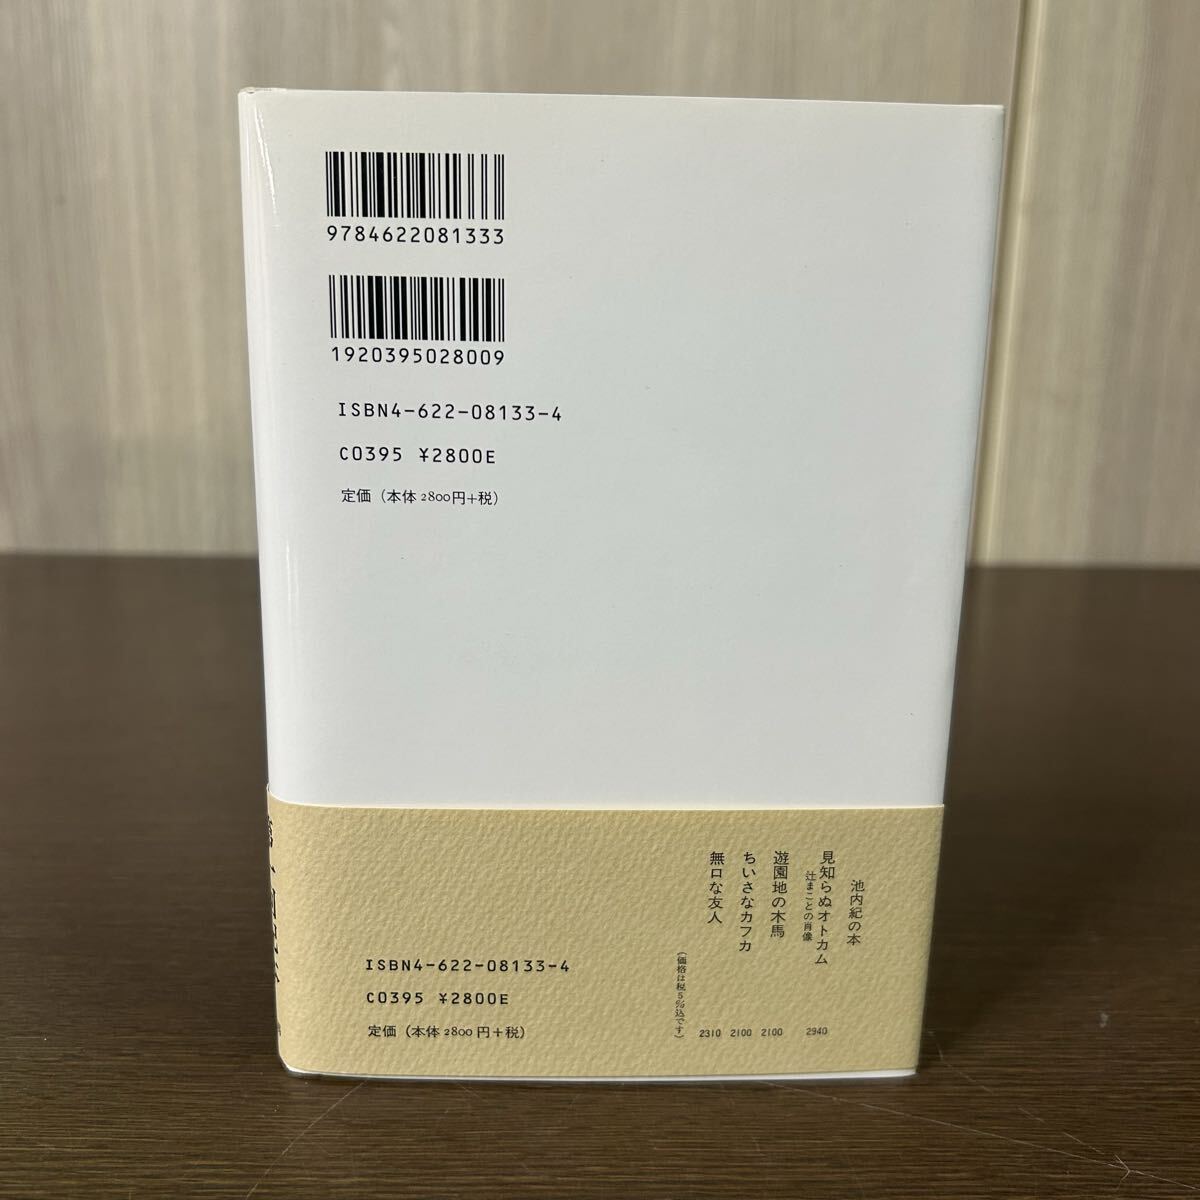 9784622081333
1920395028009
ISBN4-622-08133-4
C0395 ¥2800E
定価（本体2800円+税）
池内紀の本
見知らぬオトカム
辻まことの肖像
2940
遊園地の木馬
2100
ちいさなカフカ
2100
無口な友人
2310
（価格は税5%込です）
ISBN4-622-08133-4
C0395 ¥2800E
定価（本体2800円+税）